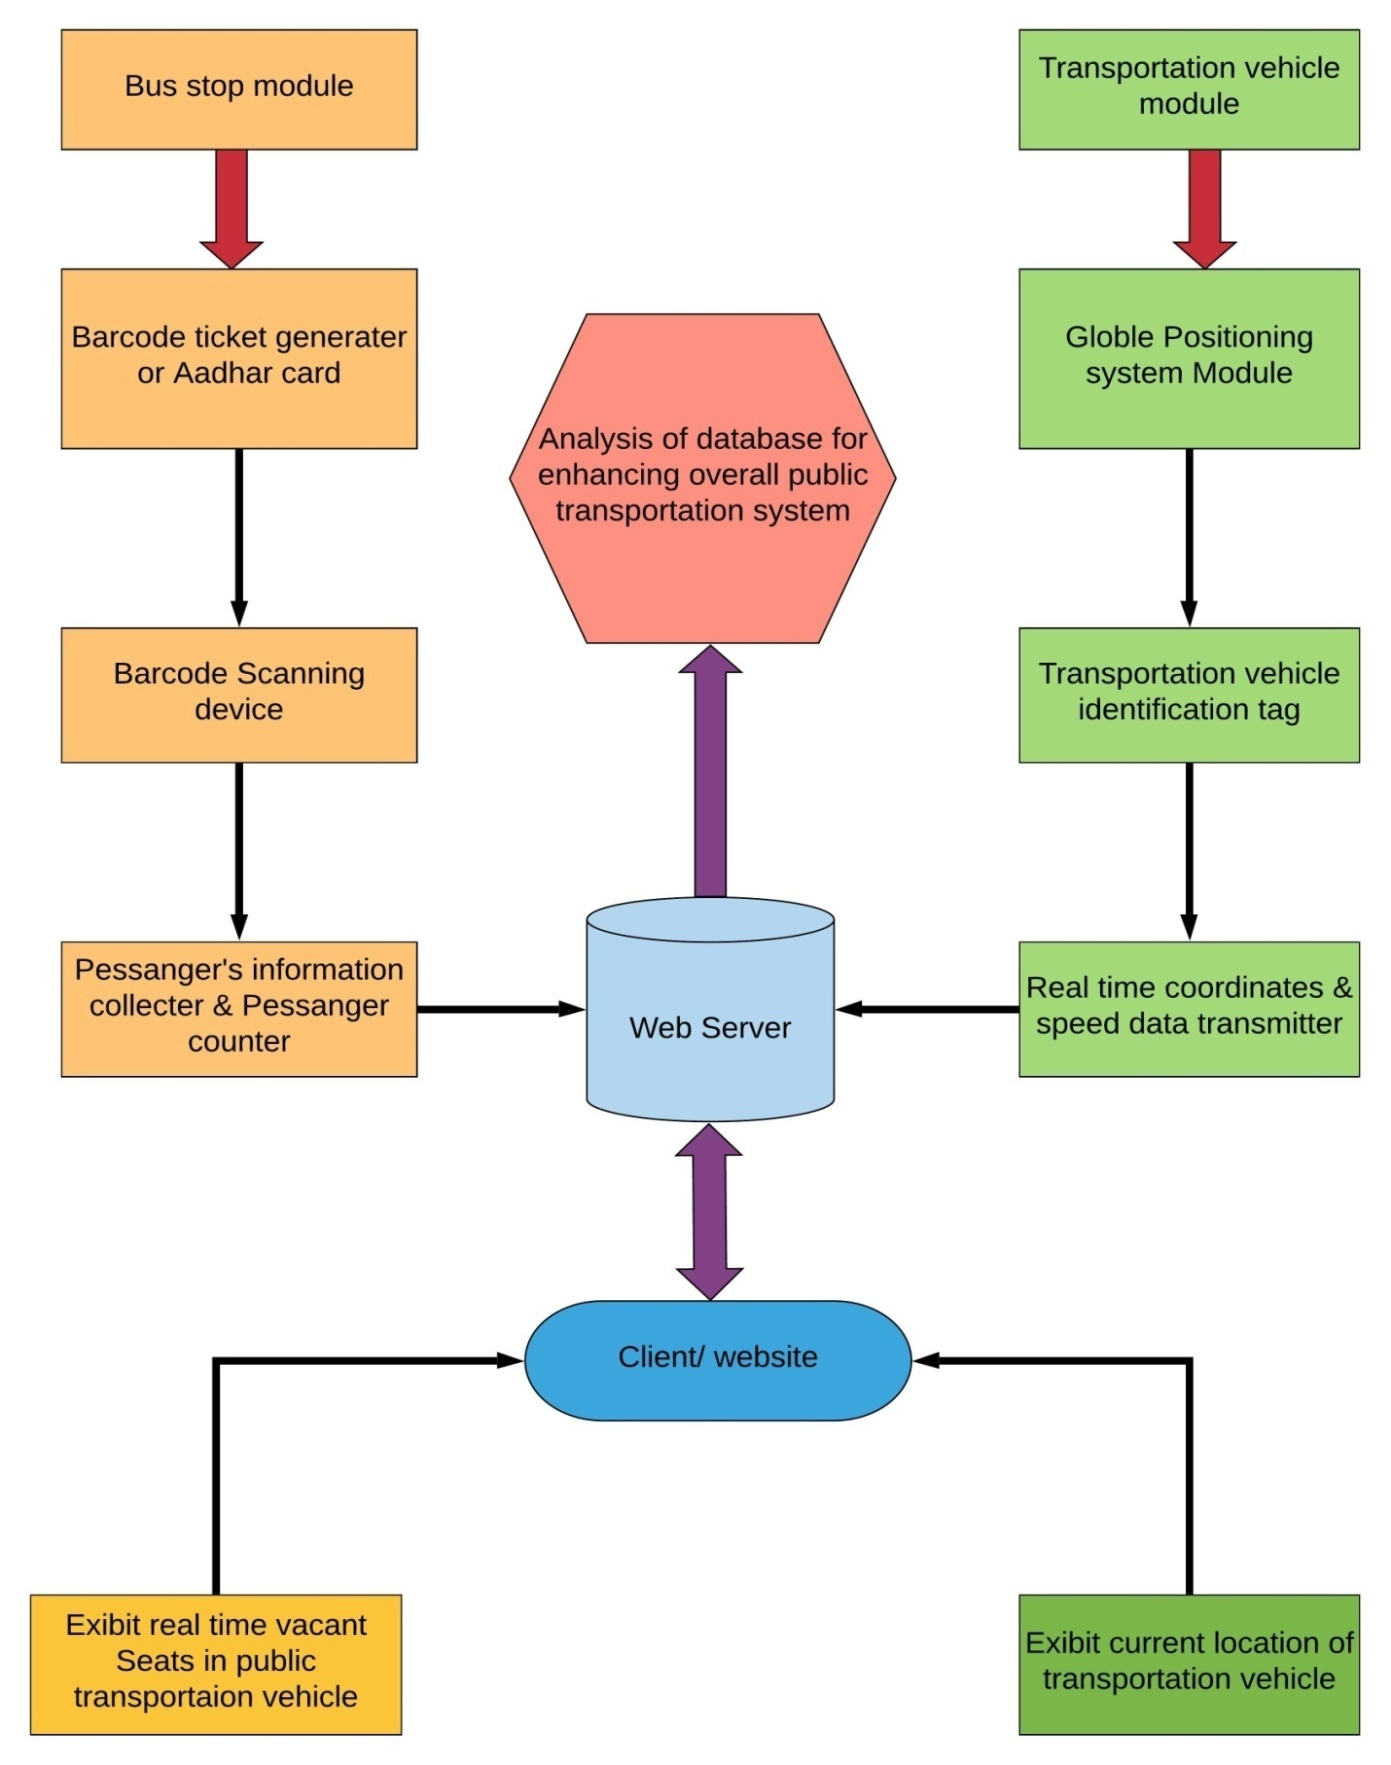 Bus stop module
Transportation vehicle
module
Barcode ticket generater
or Aadhar card
Globle Positioning
system Module
Analysis of database for
enhancing overall public
transportation system
Barcode Scanning
device
Transportation vehicle
identification tag
Pessanger's information
collecter & Pessanger
counter
Web Server
Real time coordinates &
speed data transmitter
Client/ website
Exibit real time vacant
Seats in public
transportaion vehicle
Exibit current location of
transportation vehicle